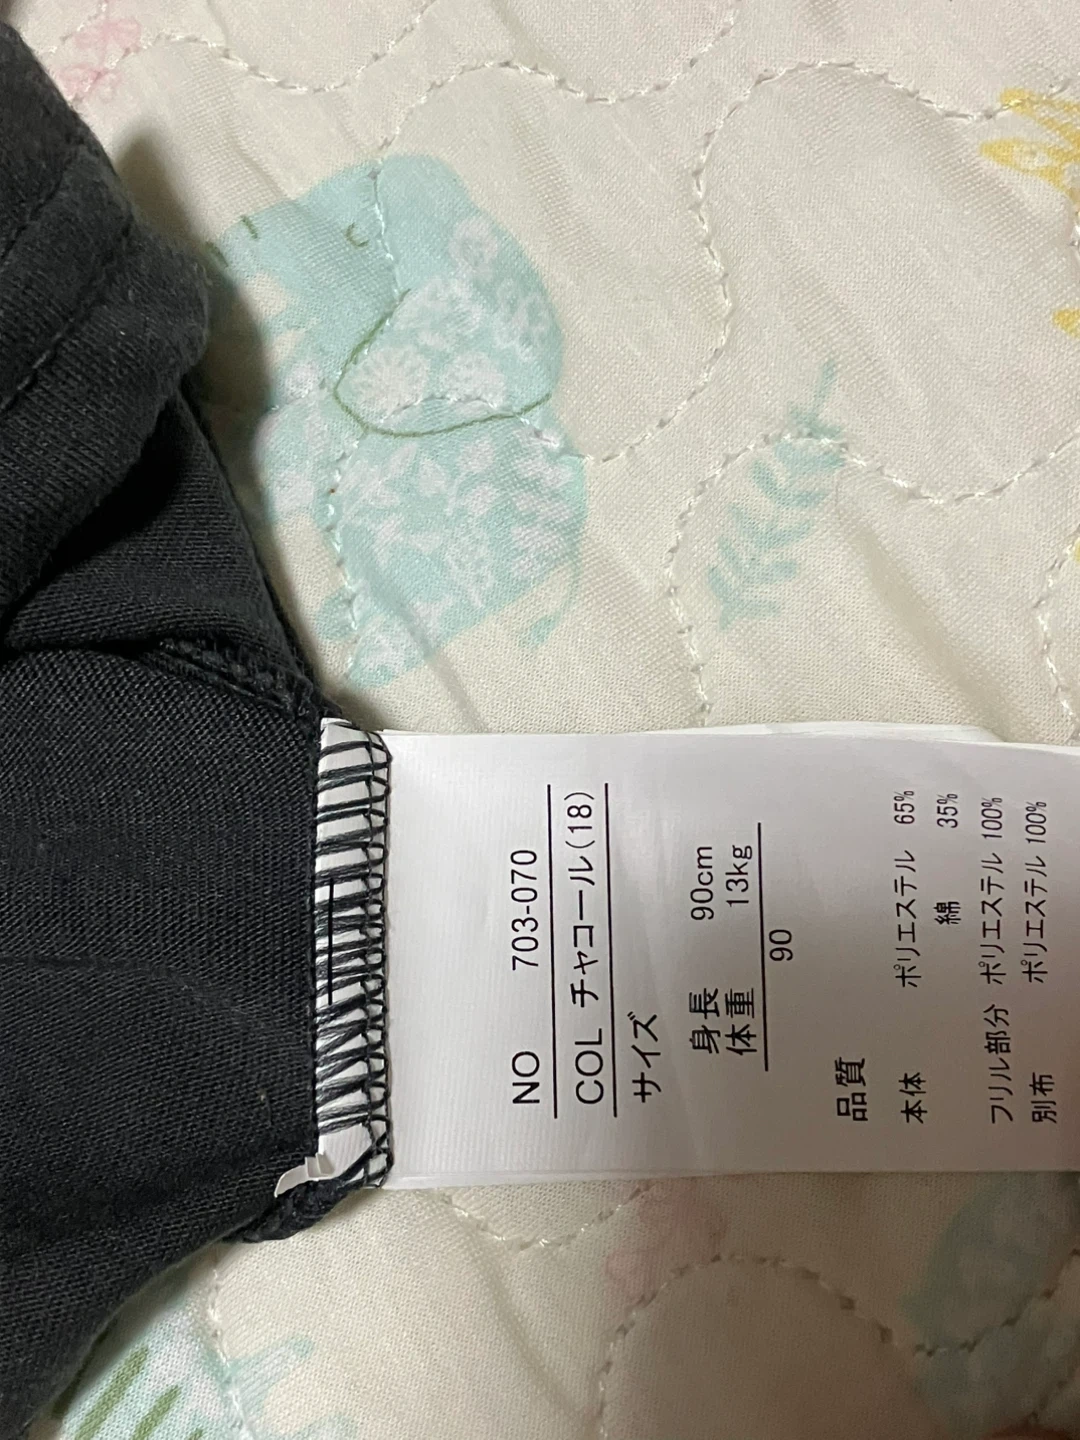 NO 703-070
COL チャコール(18)
サイズ
身長 90cm
体重 13kg
90
品質
本体 ポリエステル 65%
綿 35%
フリル部分 ポリエステル 100%
別布 ポリエステル 100%